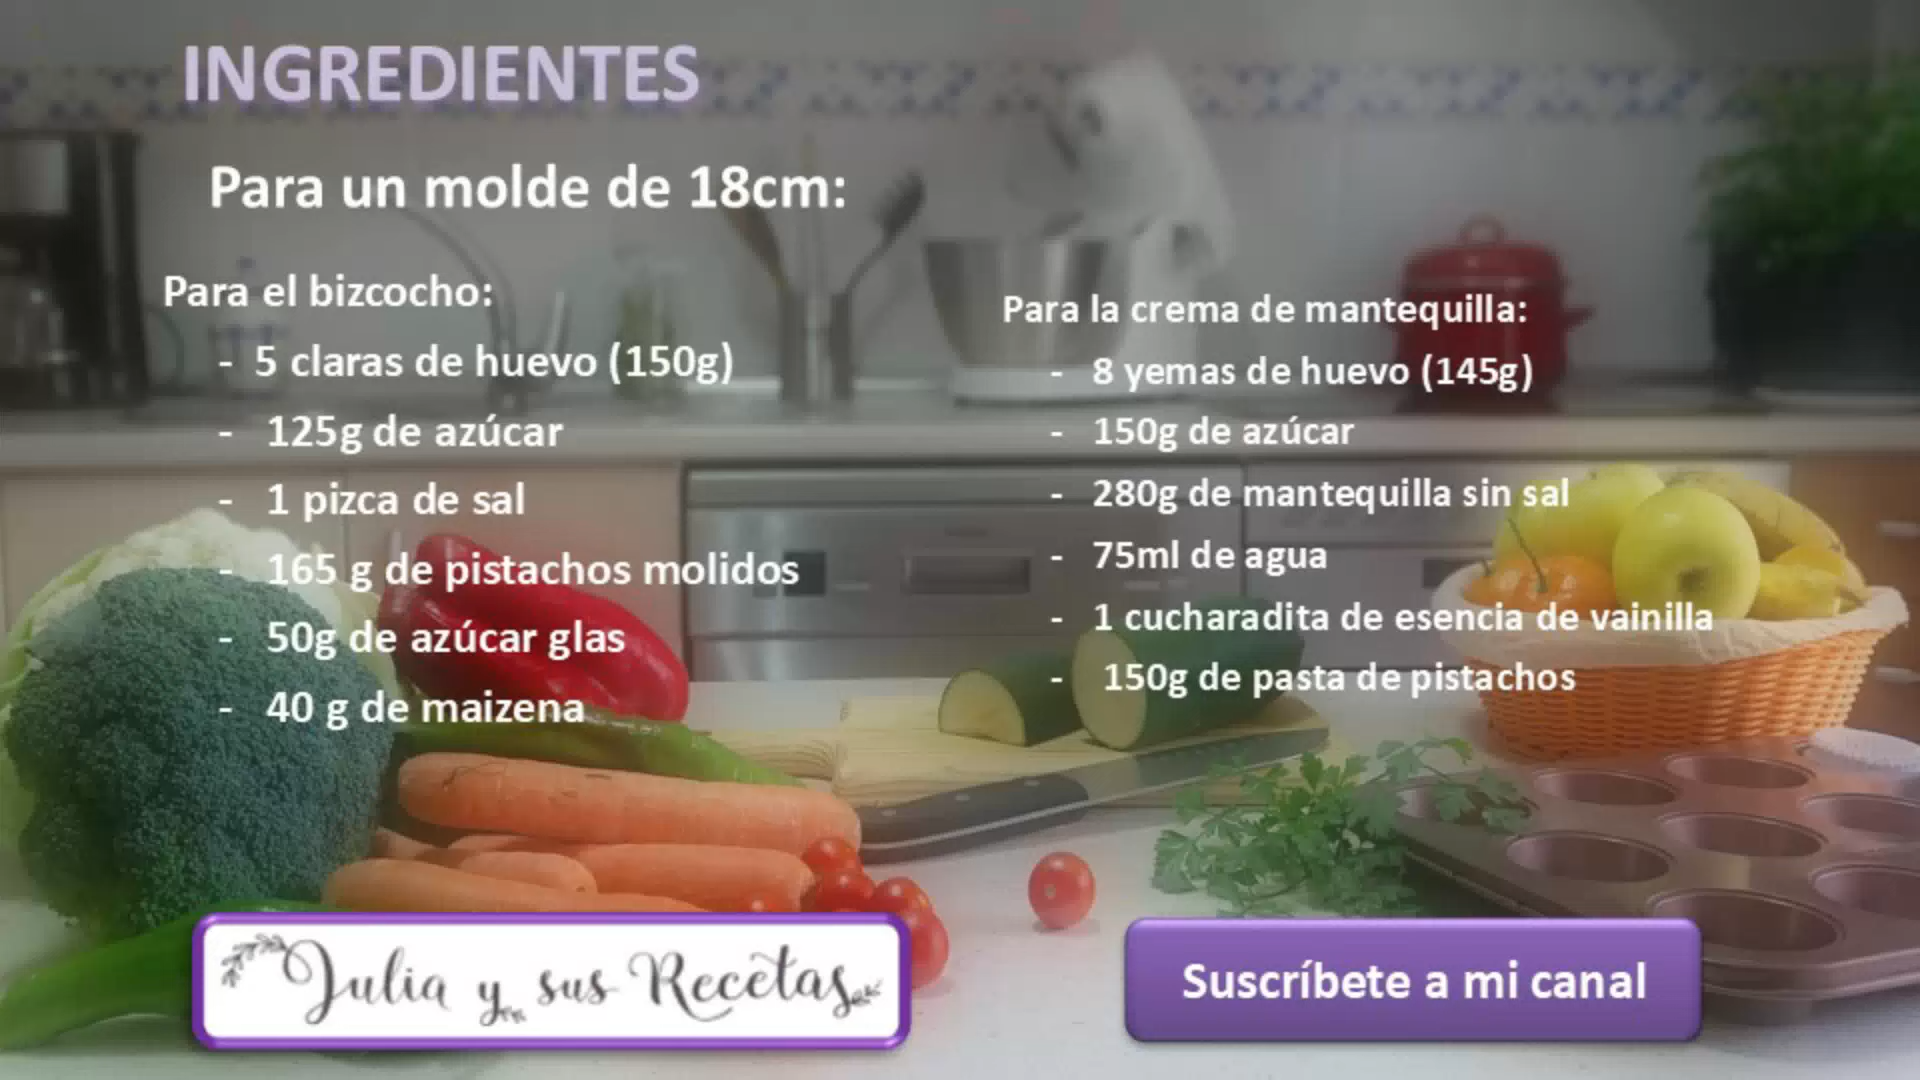 INGREDIENTES
Para un molde de 18cm:
Para el bizcocho:
- 5 claras de huevo (150g)
- 125g de azúcar
- 1 pizca de sal
- 165 g de pistachos molidos
- 50g de azúcar glas
- 40 g de maizena
Para la crema de mantequilla:
- 8 yemas de huevo (145g)
- 150g de azúcar
- 280g de mantequilla sin sal
- 75ml de agua
- 1 cucharadita de esencia de vainilla
- 150g de pasta de pistachos
Julia y sus Recetas
Suscríbete a mi canal